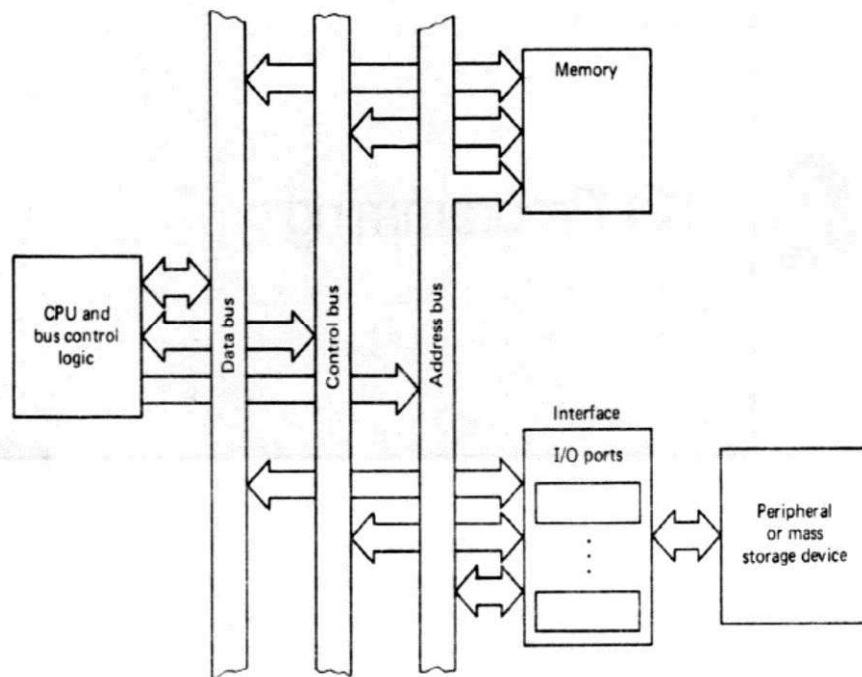 Memory
CPU and
bus control
logic
Data bus
Control bus
Address bus
Interface
I/O ports
Peripheral
or mass
storage device